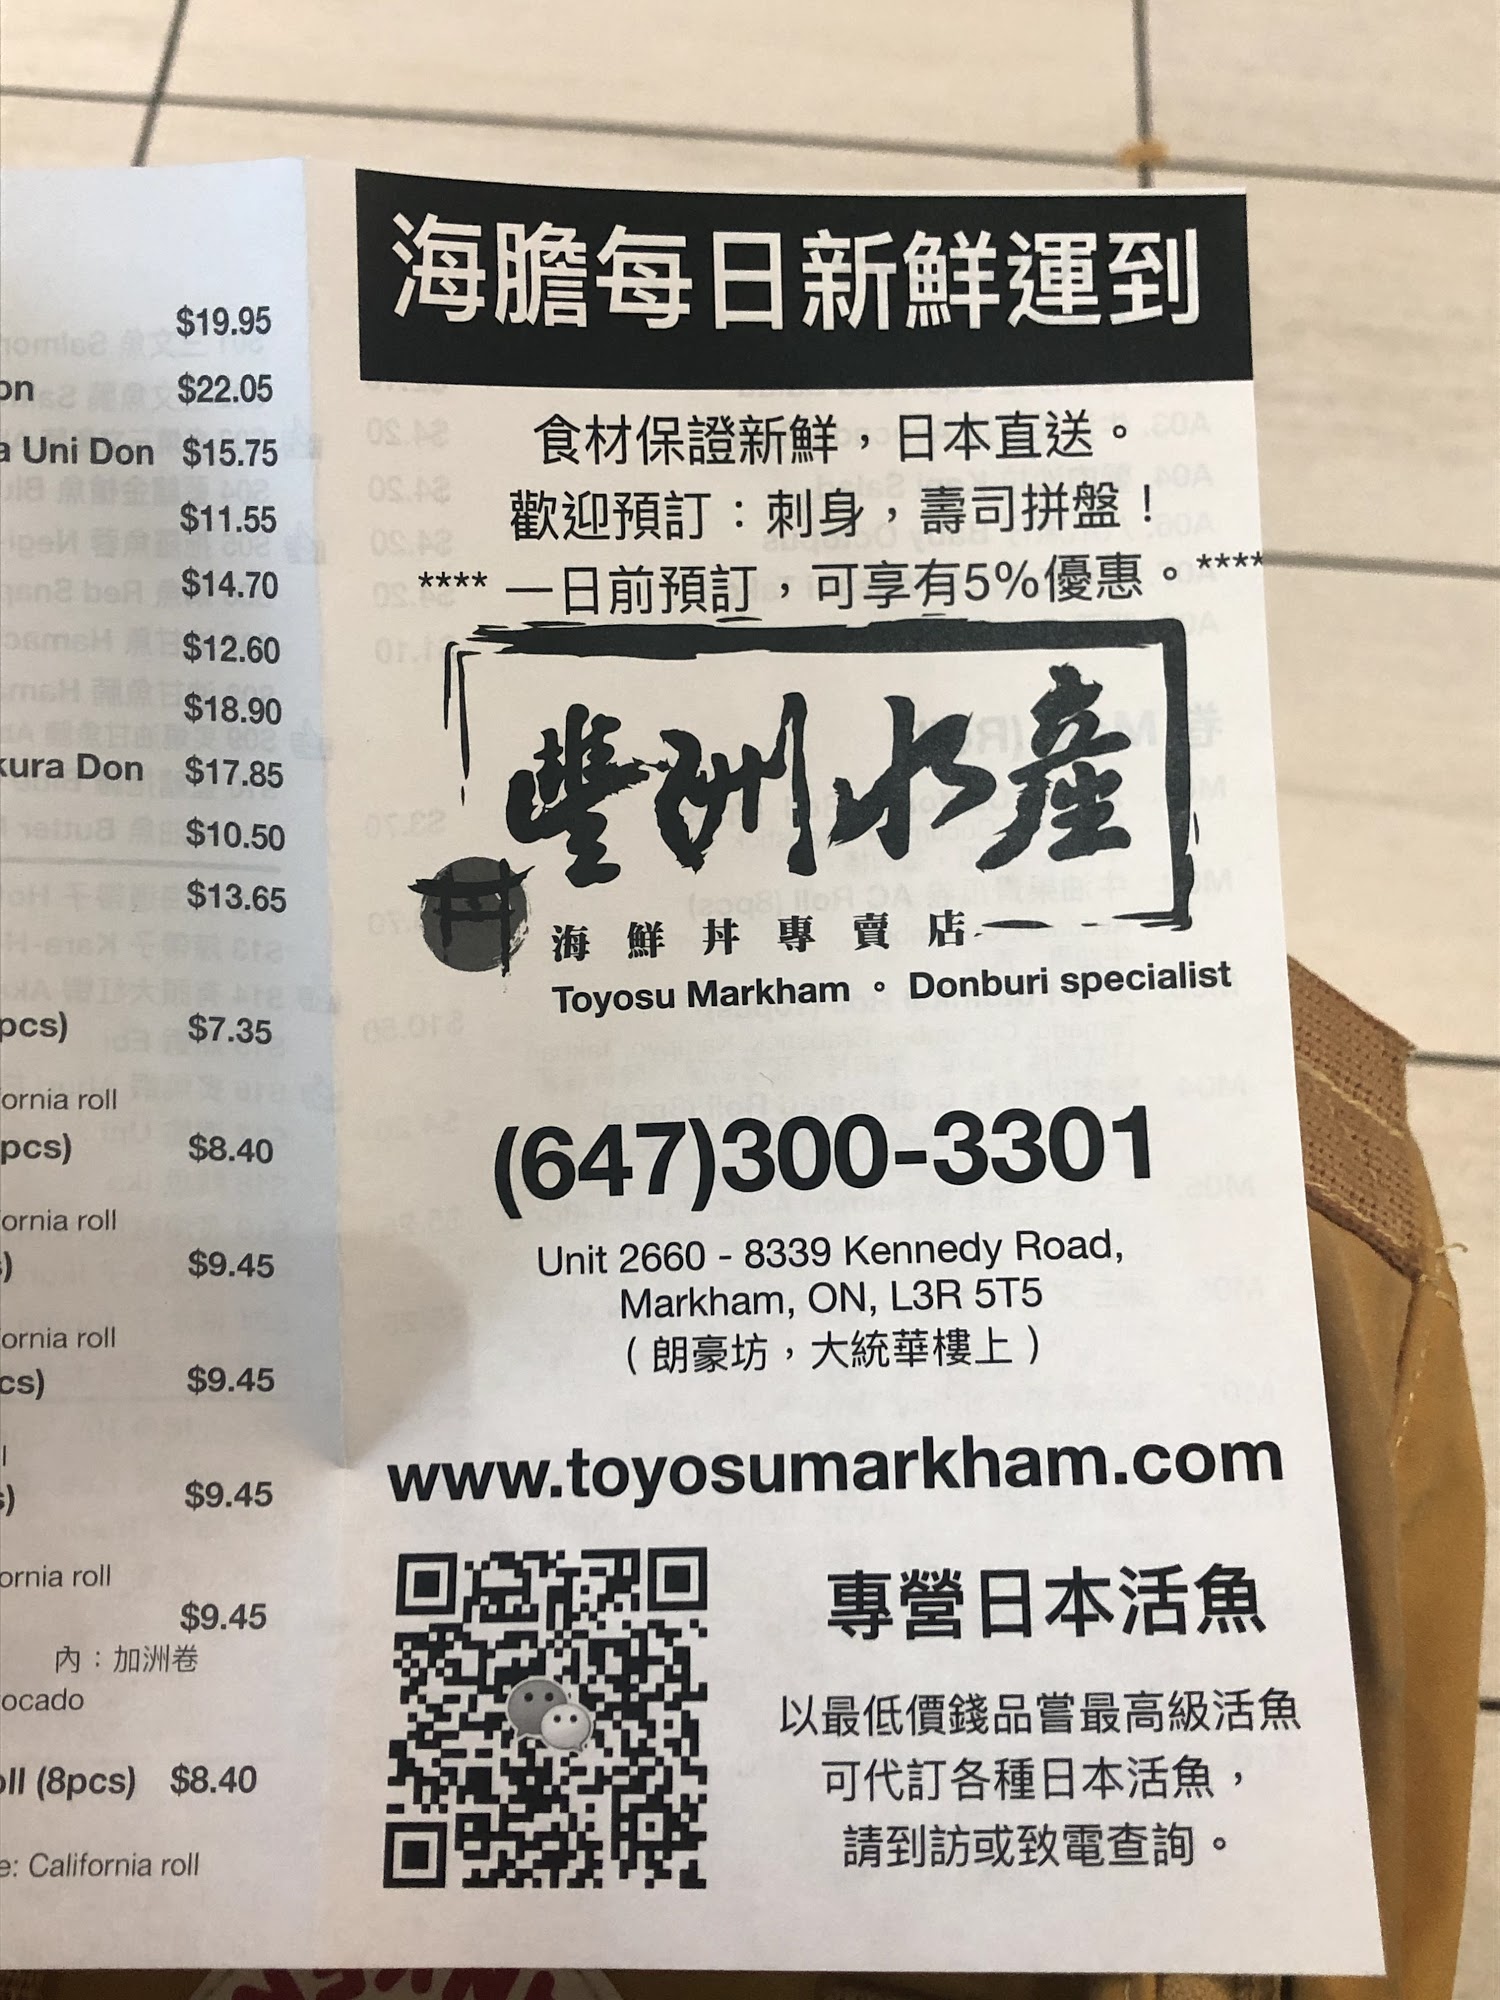 $19.95
on $22.05
a Uni Don $15.75
$11.55
$14.70
$12.60
$18.90
kura Don $17.85
$10.50
$13.65
pcs) $7.35
ornia roll
pcs) $8.40
ornia roll
s) $9.45
ornia roll
cs) $9.45
l
s) $9.45
ornia roll
$9.45
內：加洲卷
ocado
oll (8pcs) $8.40
e: California roll
海膽每日新鮮運到
食材保證新鮮，日本直送。
歡迎預訂：刺身，壽司拼盤！
**** 一日前預訂，可享有5%優惠。****
豐洲水產
海鮮丼專賣店
Toyosu Markham 。 Donburi specialist
(647)300-3301
Unit 2660 - 8339 Kennedy Road,
Markham, ON, L3R 5T5
（朗豪坊，大統華樓上）
www.toyosumarkham.com
專營日本活魚
以最低價錢品嘗最高級活魚
可代訂各種日本活魚，
請到訪或致電查詢。